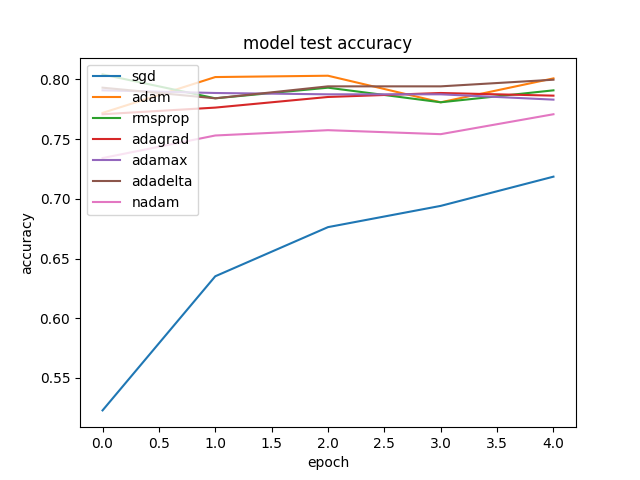 model test accuracy
sgd
adam
rmsprop
adagrad
adamax
adadelta
nadam
accuracy
0.80
0.75
0.70
0.65
0.60
0.55
0.0 0.5 1.0 1.5 2.0 2.5 3.0 3.5 4.0
epoch